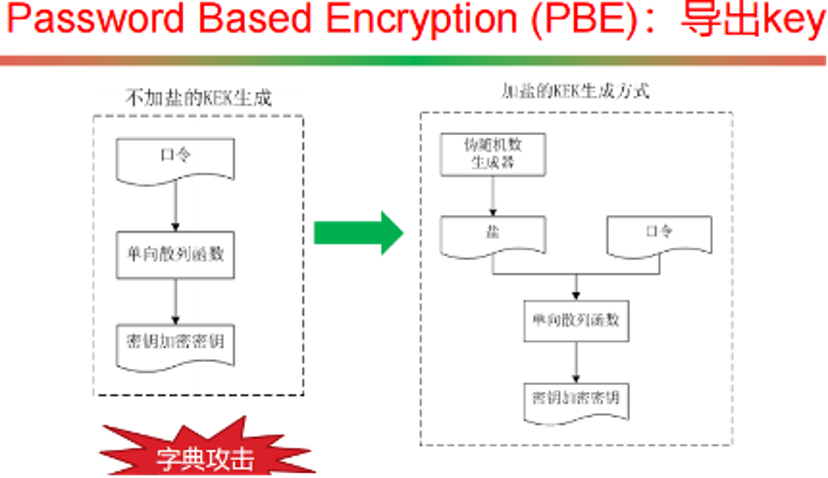 Password Based Encryption (PBE)：导出key
不加盐的KEK生成
口令
单向散列函数
密钥加密密钥
字典攻击
加盐的KEK生成方式
伪随机数
生成器
盐
口令
单向散列函数
密钥加密密钥